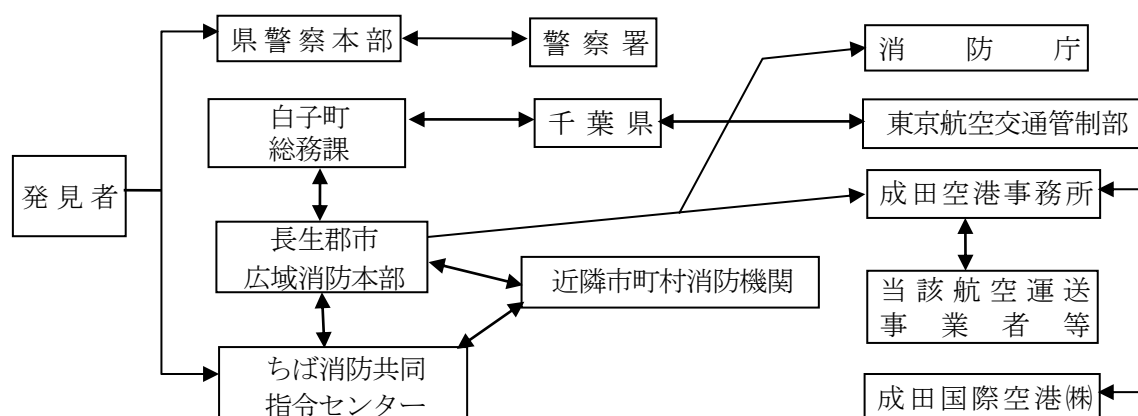 県警察本部
警察署
消防庁
白子町
総務課
千葉県
東京航空交通管制部
発見者
成田空港事務所
長生郡市
広域消防本部
近隣市町村消防機関
当該航空運送
事業者等
ちば消防共同
指令センター
成田国際空港㈱